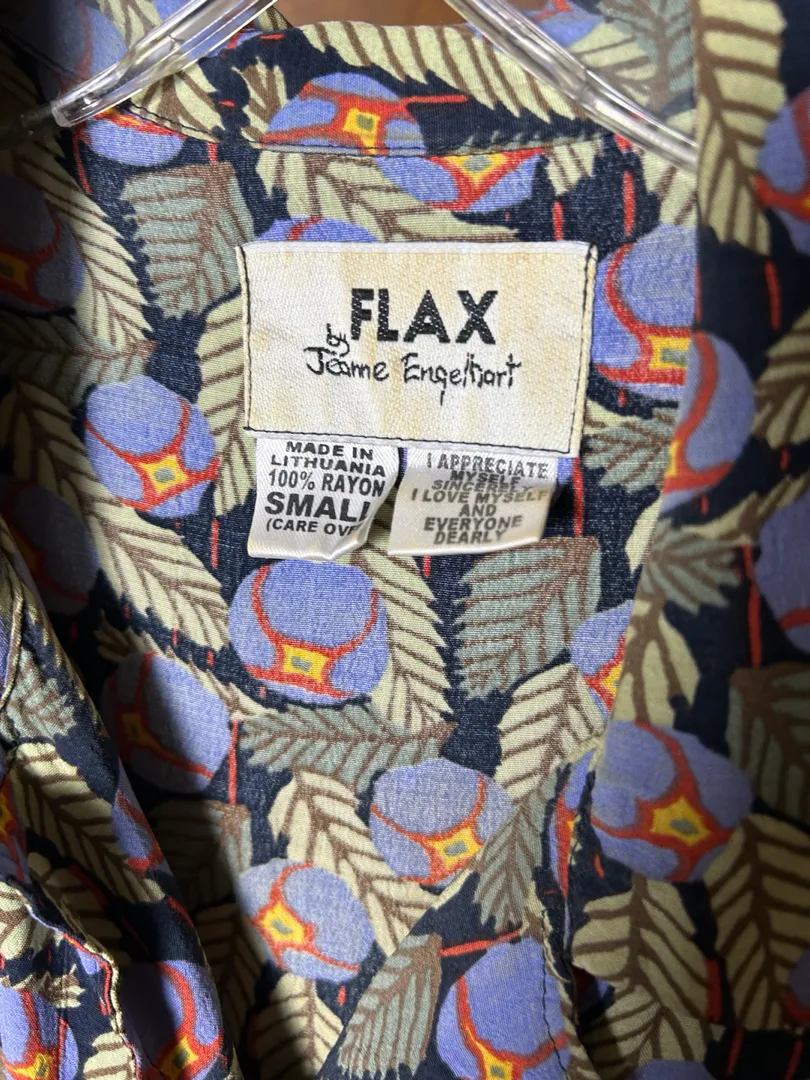 FLAX
by
Jeanne Engelhart
MADE IN
LITHUANIA
100% RAYON
SMALL
(CARE OVE
I APPRECIATE
MYSELF
I LOVE MYSELF
AND
EVERYONE
DEARLY